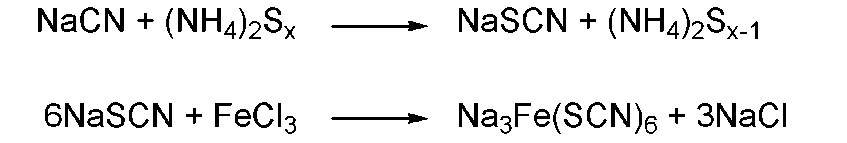 NaCN + (NH₄)₂Sₓ ⟶ NaSCN + (NH₄)₂Sₓ₋₁
6NaSCN + FeCl₃ ⟶ Na₃Fe(SCN)₆ + 3NaCl